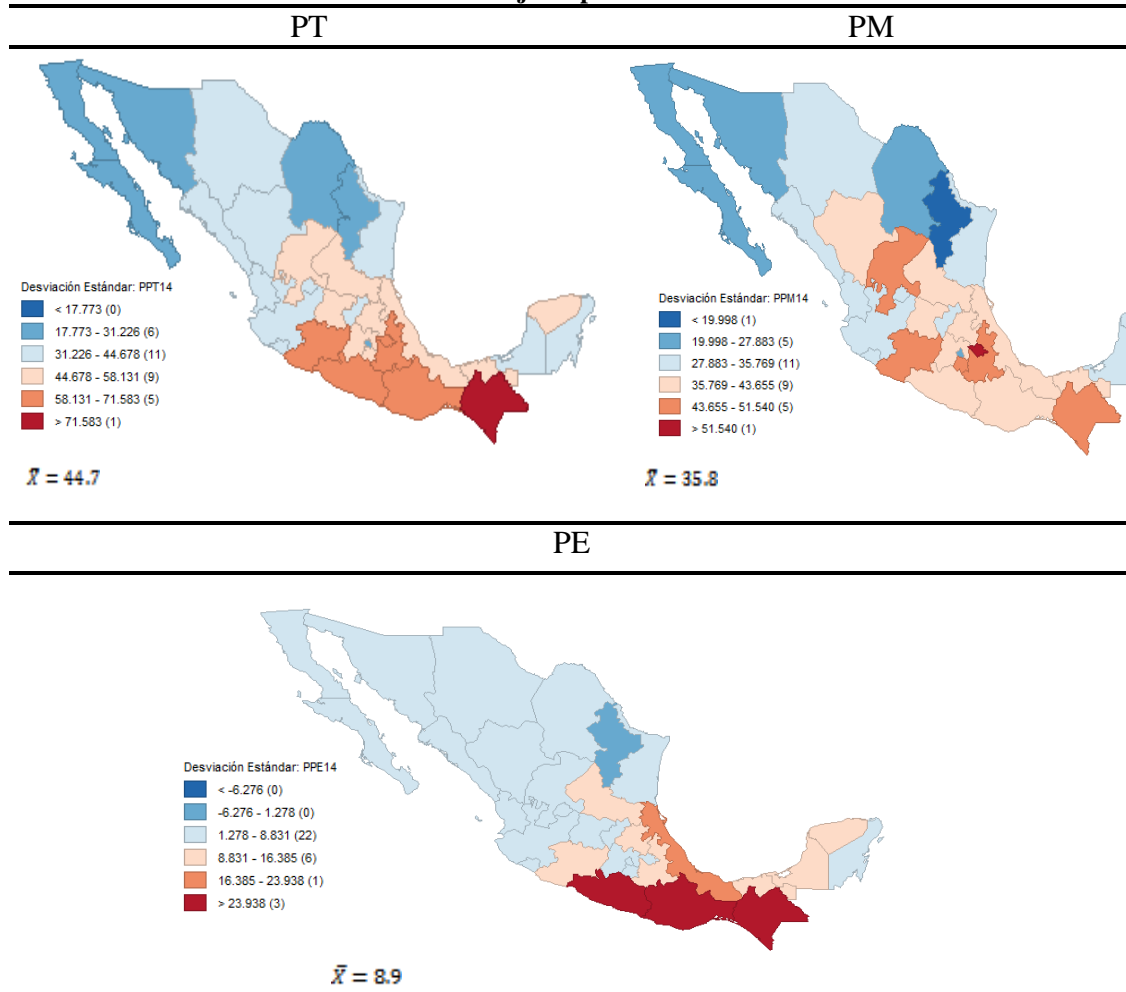 PT
PM
Desviación Estándar: PPT14
< 17.773 (0)
17.773 - 31.226 (6)
31.226 - 44.678 (11)
44.678 - 58.131 (9)
58.131 - 71.583 (5)
> 71.583 (1)
X̄ = 44.7
Desviación Estándar: PPM14
< 19.998 (1)
19.998 - 27.883 (5)
27.883 - 35.769 (11)
35.769 - 43.655 (9)
43.655 - 51.540 (5)
> 51.540 (1)
X̄ = 35.8
PE
Desviación Estándar: PPE14
< -6.276 (0)
-6.276 - 1.278 (0)
1.278 - 8.831 (22)
8.831 - 16.385 (6)
16.385 - 23.938 (1)
> 23.938 (3)
X̄ = 8.9